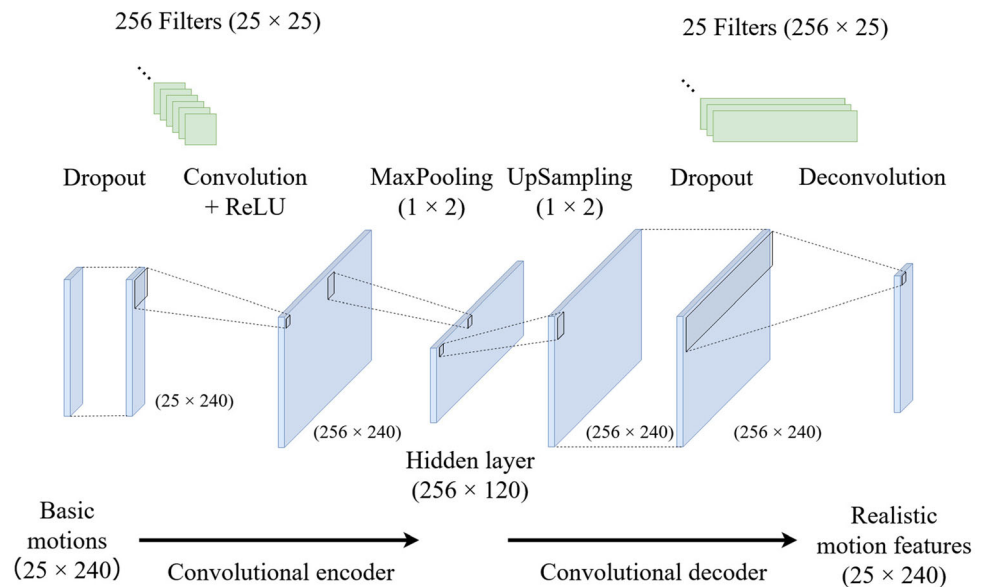 256 Filters (25 × 25)
25 Filters (256 × 25)
Dropout
Convolution
+ ReLU
MaxPooling
(1 × 2)
UpSampling
(1 × 2)
Dropout
Deconvolution
(25 × 240)
(256 × 240)
(256 × 240)
(256 × 240)
Hidden layer
(256 × 120)
Basic
motions
(25 × 240)
Convolutional encoder
Convolutional decoder
Realistic
motion features
(25 × 240)